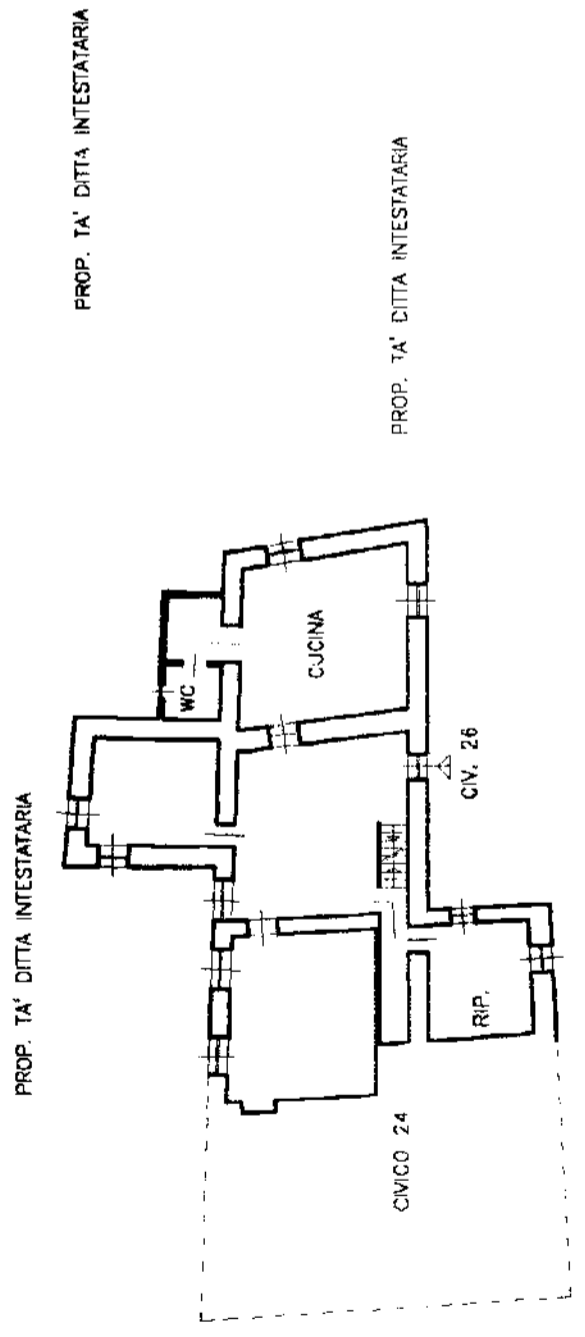 PROP. TA' DITTA INTESTATARIA
PROP. TA' DITTA INTESTATARIA
PROP. TA' DITTA INTESTATARIA
WC
CUCINA
CIV. 26
RIP.
CIVICO 24